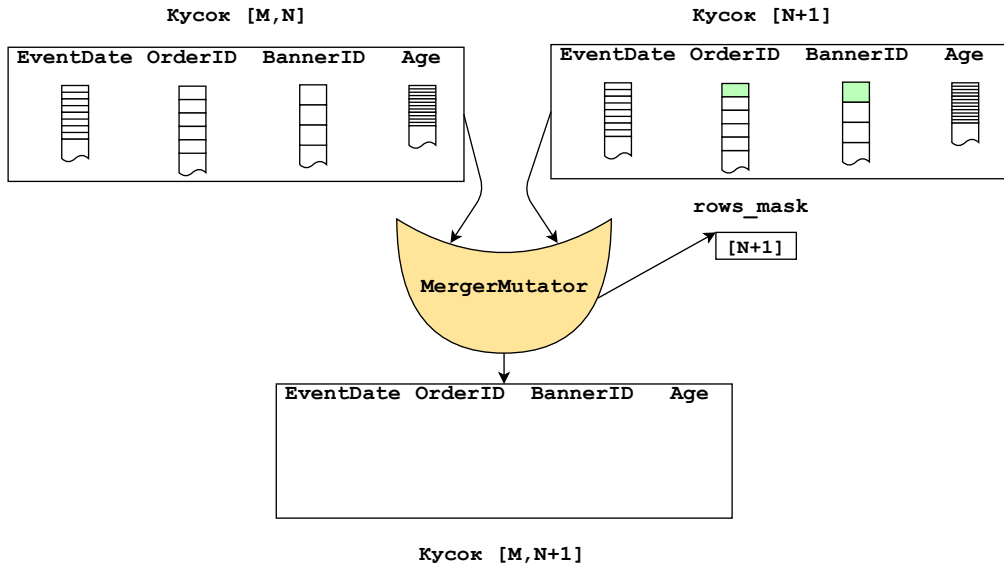 Кусок [M,N]
Кусок [N+1]
EventDate OrderID BannerID Age
EventDate OrderID BannerID Age
rows_mask
[N+1]
MergerMutator
EventDate OrderID BannerID Age
Кусок [M,N+1]